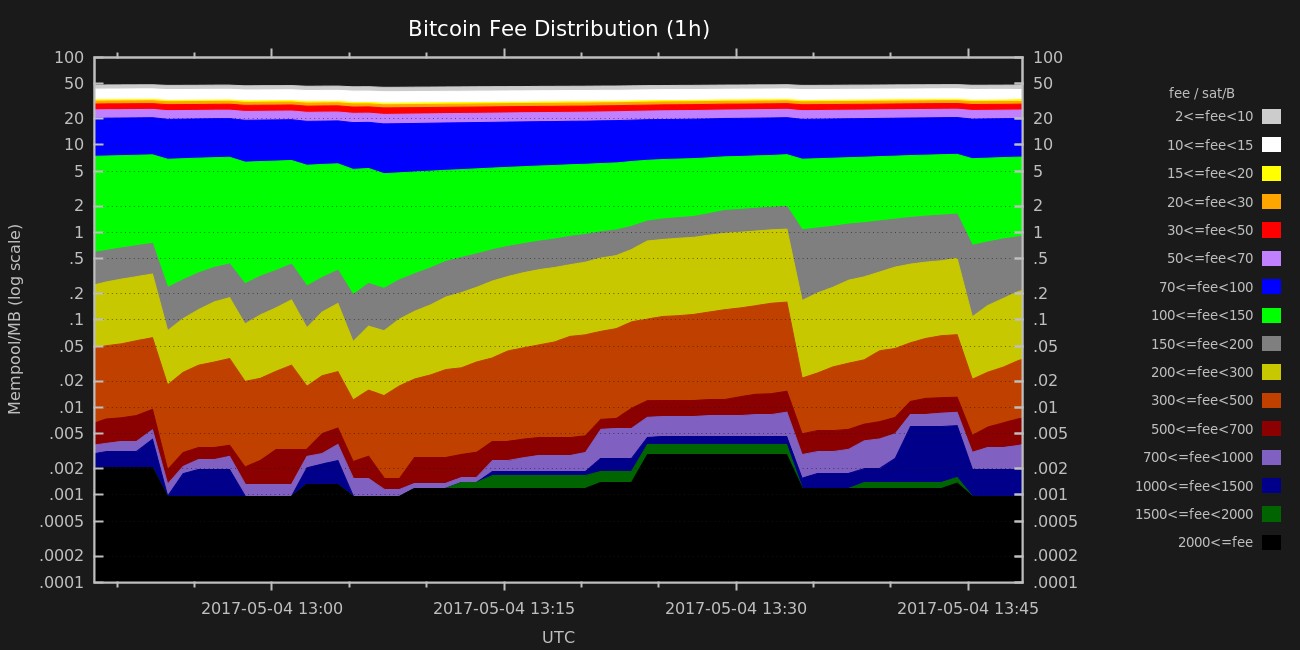 Bitcoin Fee Distribution (1h)
Mempool/MB (log scale)
100
50
20
10
5
2
1
.5
.2
.1
.05
.02
.01
.005
.002
.001
.0005
.0002
.0001
100
50
20
10
5
2
1
.5
.2
.1
.05
.02
.01
.005
.002
.001
.0005
.0002
.0001
fee / sat/B
2<=fee<10
10<=fee<15
15<=fee<20
20<=fee<30
30<=fee<50
50<=fee<70
70<=fee<100
100<=fee<150
150<=fee<200
200<=fee<300
300<=fee<500
500<=fee<700
700<=fee<1000
1000<=fee<1500
1500<=fee<2000
2000<=fee
2017-05-04 13:00
2017-05-04 13:15
2017-05-04 13:30
2017-05-04 13:45
UTC